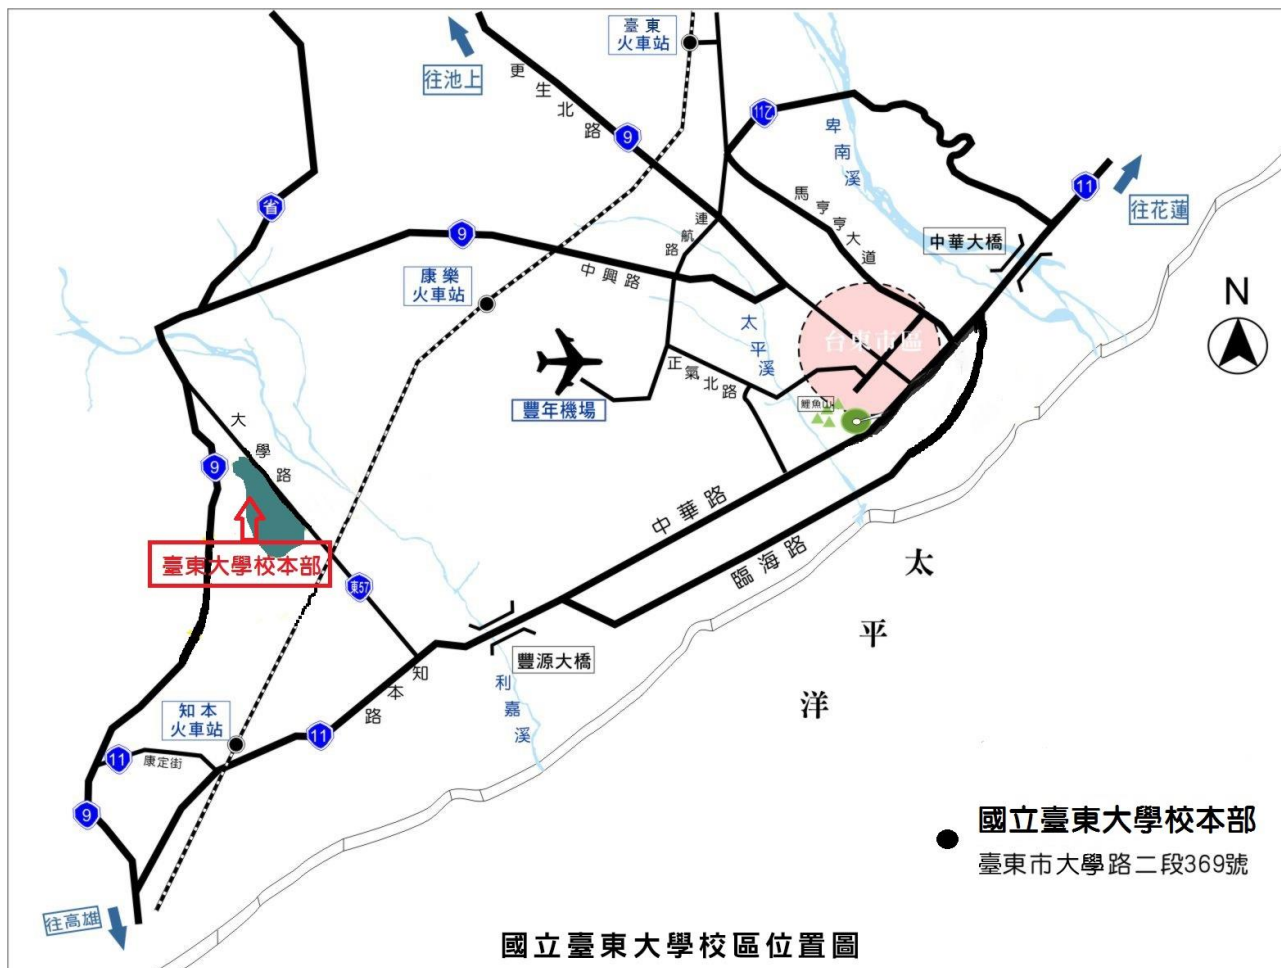 臺東
火車站
往池上
更生北路
9
11乙
卑南溪
省
11
往花蓮
馬亨亨大道
連航路
9
中華大橋
康樂
火車站
中興路
N
太平溪
台東市區
正氣北路
豐年機場
鯉魚山
大學路
9
中華路
臺東大學校本部
臨海路
太平洋
東57
豐源大橋
知本路
利嘉溪
知本
火車站
11
11
康定街
9
國立臺東大學校本部
臺東市大學路二段369號
往高雄
國立臺東大學校區位置圖